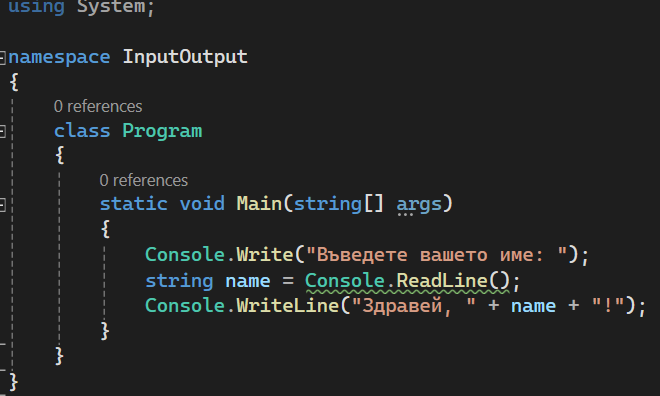 using System;
namespace InputOutput
{
0 references
class Program
{
0 references
static void Main(string[] args)
{
Console.Write("Въведете вашето име: ");
string name = Console.ReadLine();
Console.WriteLine("Здравей, " + name + "!");
}
}
}